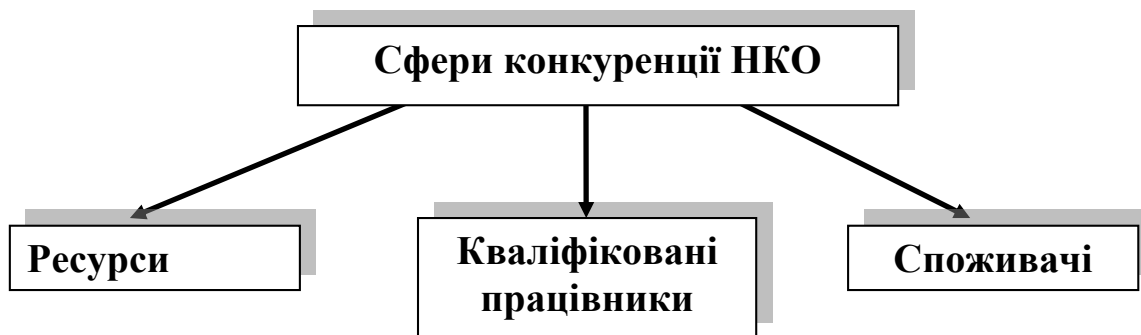 Сфери конкуренції НКО
Ресурси
Кваліфіковані
працівники
Споживачі